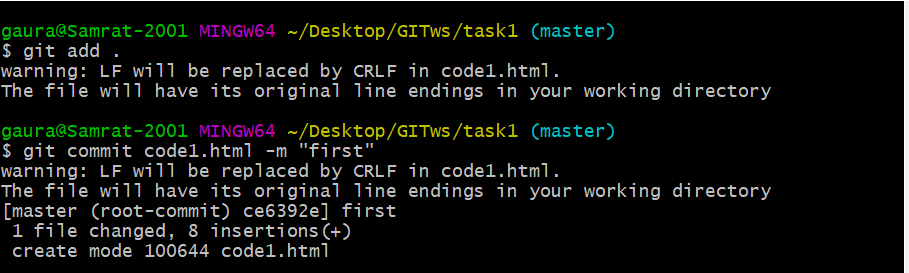 gaura@Samrat-2001 MINGW64 ~/Desktop/GITws/task1 (master)
$ git add .
warning: LF will be replaced by CRLF in code1.html.
The file will have its original line endings in your working directory
gaura@Samrat-2001 MINGW64 ~/Desktop/GITws/task1 (master)
$ git commit code1.html -m "first"
warning: LF will be replaced by CRLF in code1.html.
The file will have its original line endings in your working directory
[master (root-commit) ce6392e] first
 1 file changed, 8 insertions(+)
 create mode 100644 code1.html